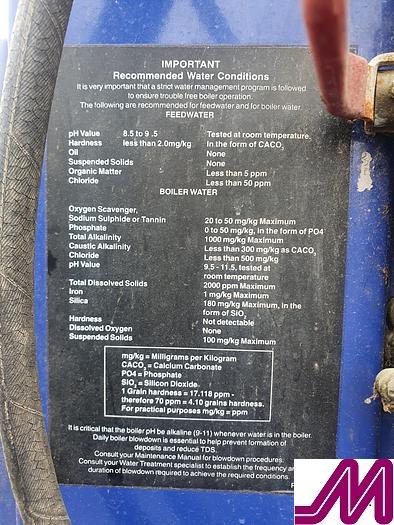 IMPORTANT
Recommended Water Conditions
It is very important that a strict water management program is followed
to ensure trouble free boiler operation.
The following are recommended for feedwater and for boiler water.
FEEDWATER
pH Value 8.5 to 9 .5 Tested at room temperature.
Hardness less than 2.0mg/kg In the form of CACO3
Oil None
Suspended Solids None
Organic Matter Less than 5 ppm
Chloride Less than 50 ppm
BOILER WATER
Oxygen Scavenger,
Sodium Sulphide or Tannin 20 to 50 mg/kg Maximum
Phosphate 0 to 50 mg/kg, in the form of PO4
Total Alkalinity 1000 mg/kg Maximum
Caustic Alkalinity Less than 300 mg/kg as CACO3
Chloride Less than 500 mg/kg
pH Value 9.5 - 11.5, tested at
room temperature
Total Dissolved Solids 2000 ppm Maximum
Iron 1 mg/kg Maximum
Silica 180 mg/kg Maximum, in the
form of SiO2
Hardness Not detectable
Dissolved Oxygen None
Suspended Solids 100 mg/kg Maximum
mg/kg = Milligrams per Kilogram
CACO3 = Calcium Carbonate
PO4 = Phosphate
SiO2 = Silicon Dioxide
1 Grain hardness = 17.118 ppm -
therefore 70 ppm = 4.10 grains hardness.
For practical purposes mg/kg = ppm
It is critical that the boiler pH be alkaline (9-11) whenever water is in the boiler.
Daily boiler blowdown is essential to help prevent formation of
deposits and reduce TDS.
Consult your Maintenance Manual for blowdown procedures.
Consult your Water Treatment specialist to establish the frequency an
duration of blowdown required to achieve the required conditions.
M